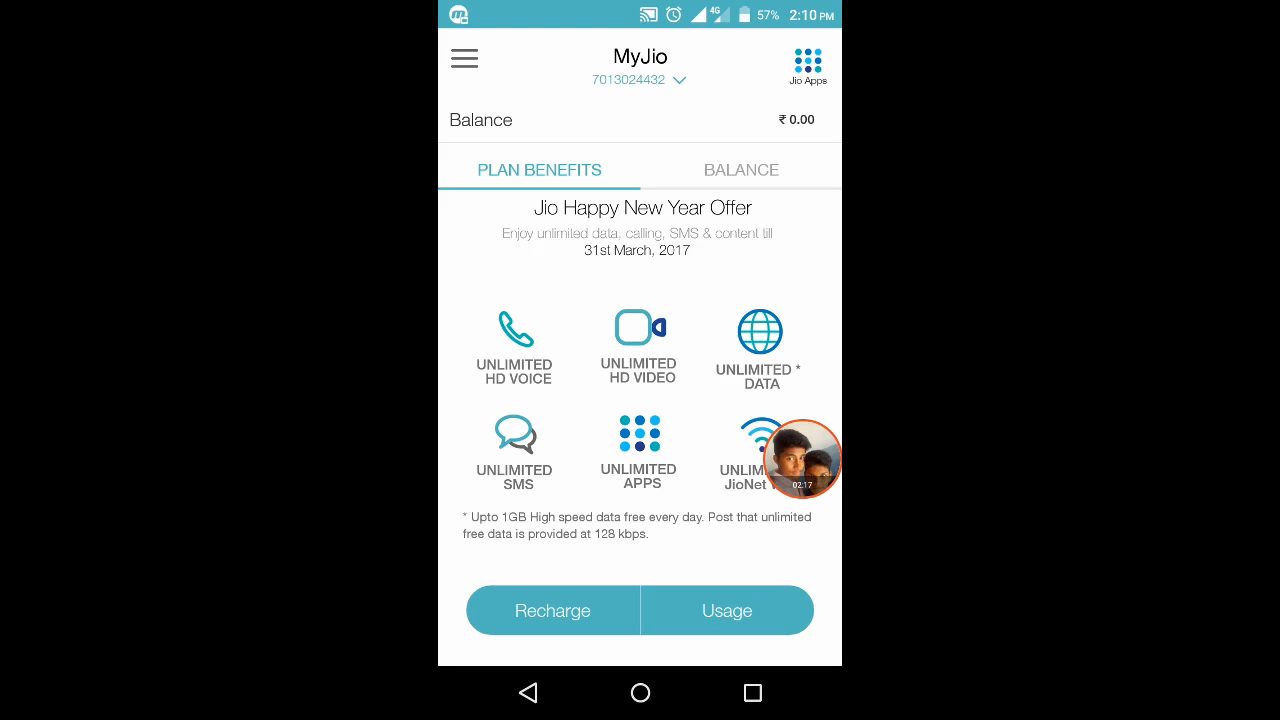 4G 57% 2:10 PM
MyJio
7013024432
Jio Apps
Balance ₹ 0.00
PLAN BENEFITS BALANCE
Jio Happy New Year Offer
Enjoy unlimited data, calling, SMS & content till
31st March, 2017
UNLIMITED UNLIMITED UNLIMITED *
HD VOICE HD VIDEO DATA
UNLIMITED UNLIMITED
SMS APPS JioNet
02:17
* Upto 1GB High speed data free every day. Post that unlimited
free data is provided at 128 kbps.
Recharge Usage